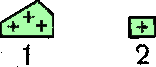 + + + +
+
1 2